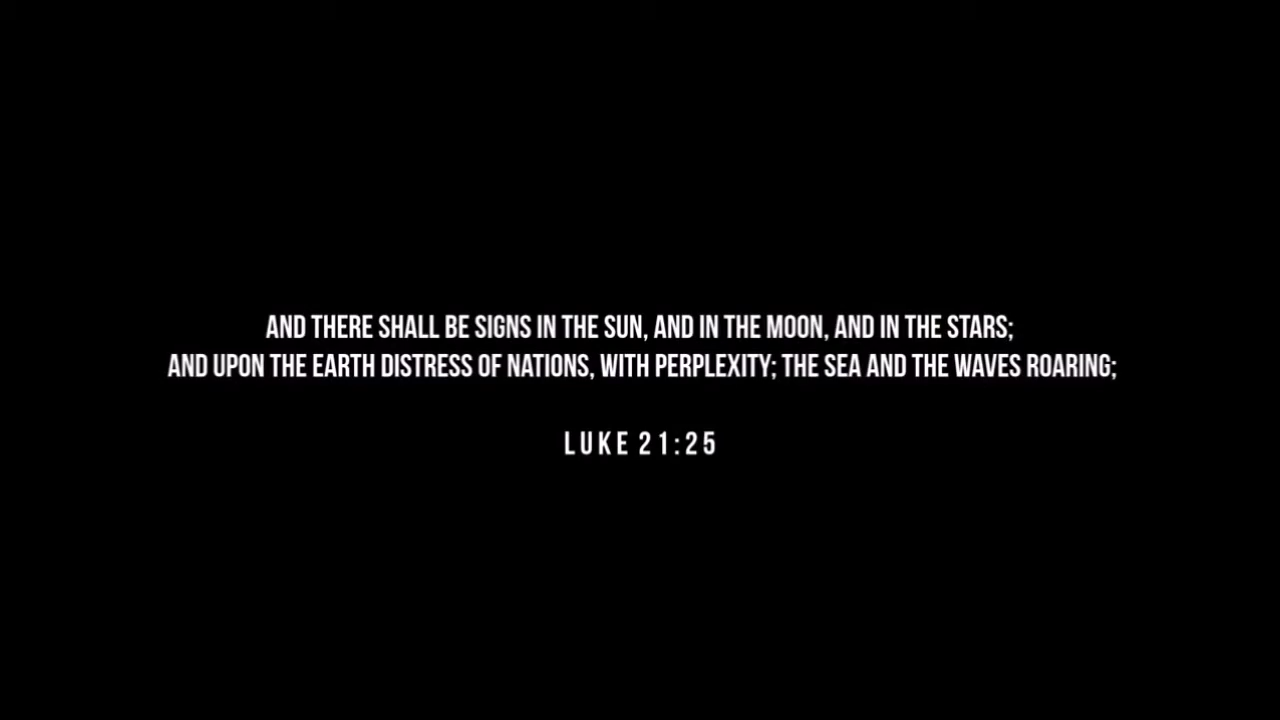 AND THERE SHALL BE SIGNS IN THE SUN, AND IN THE MOON, AND IN THE STARS;
AND UPON THE EARTH DISTRESS OF NATIONS, WITH PERPLEXITY; THE SEA AND THE WAVES ROARING;
LUKE 21:25